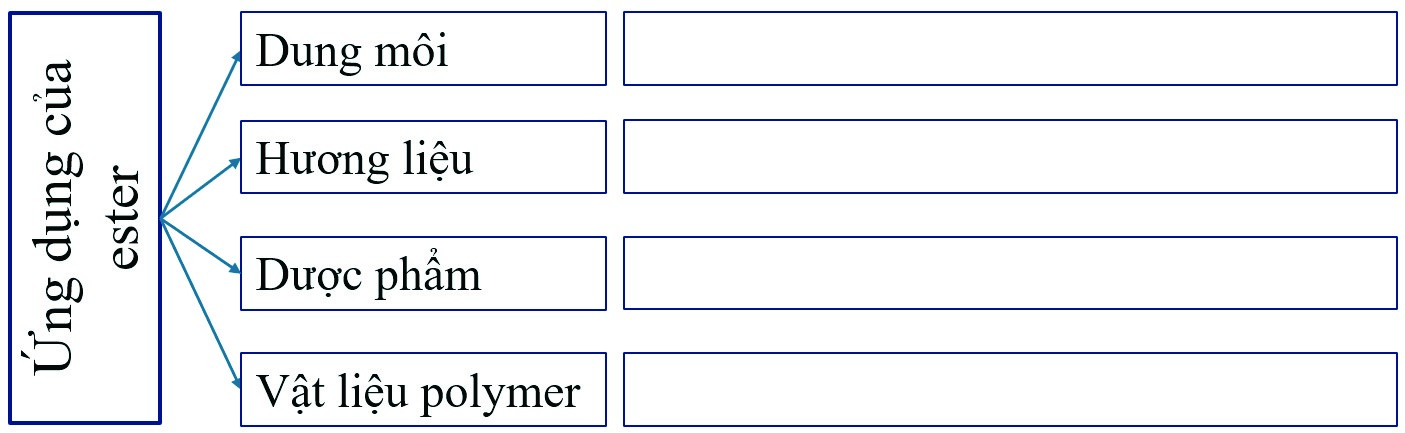 Ứng dụng của
ester
Dung môi
Hương liệu
Dược phẩm
Vật liệu polymer